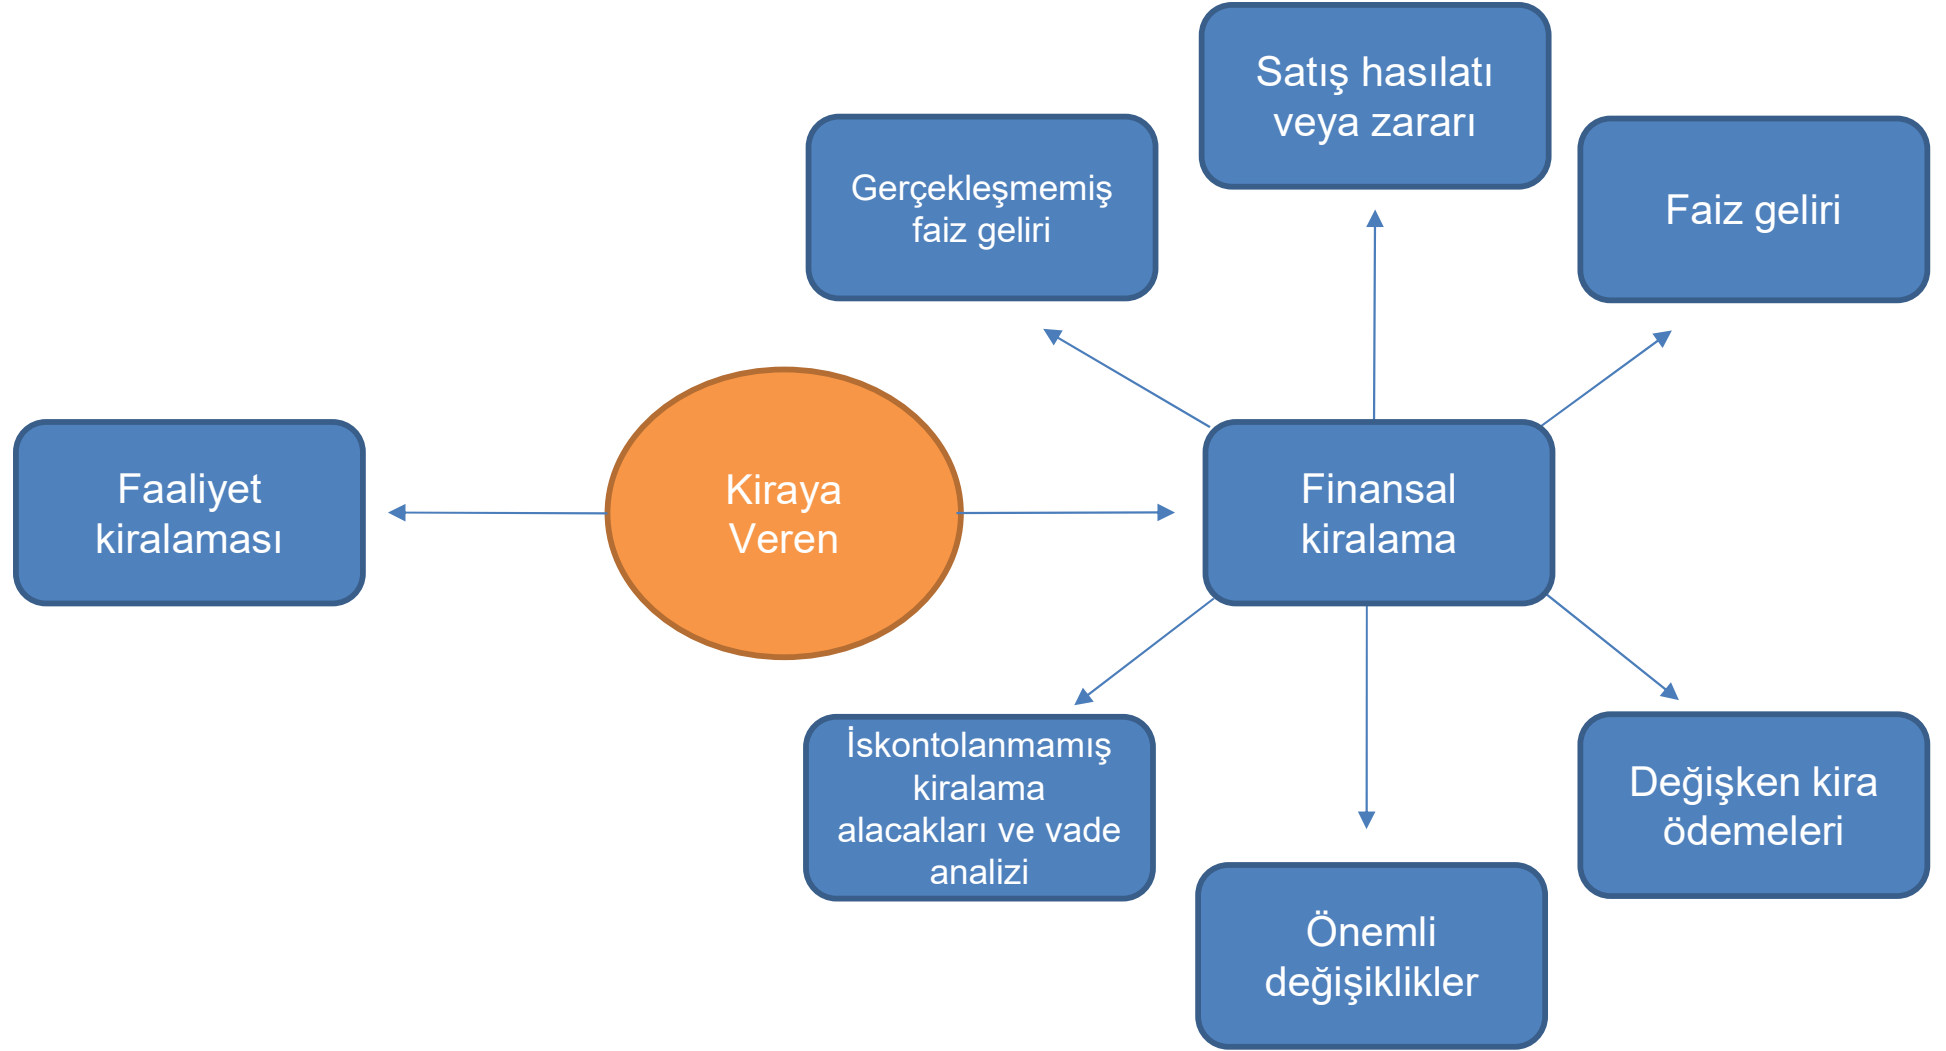 Satış hasılatı
veya zararı
Gerçekleşmemiş
faiz geliri
Faiz geliri
Faaliyet
kiralaması
Kiraya
Veren
Finansal
kiralama
İskontolanmamış
kiralama
alacakları ve vade
analizi
Değişken kira
ödemeleri
Önemli
değişiklikler